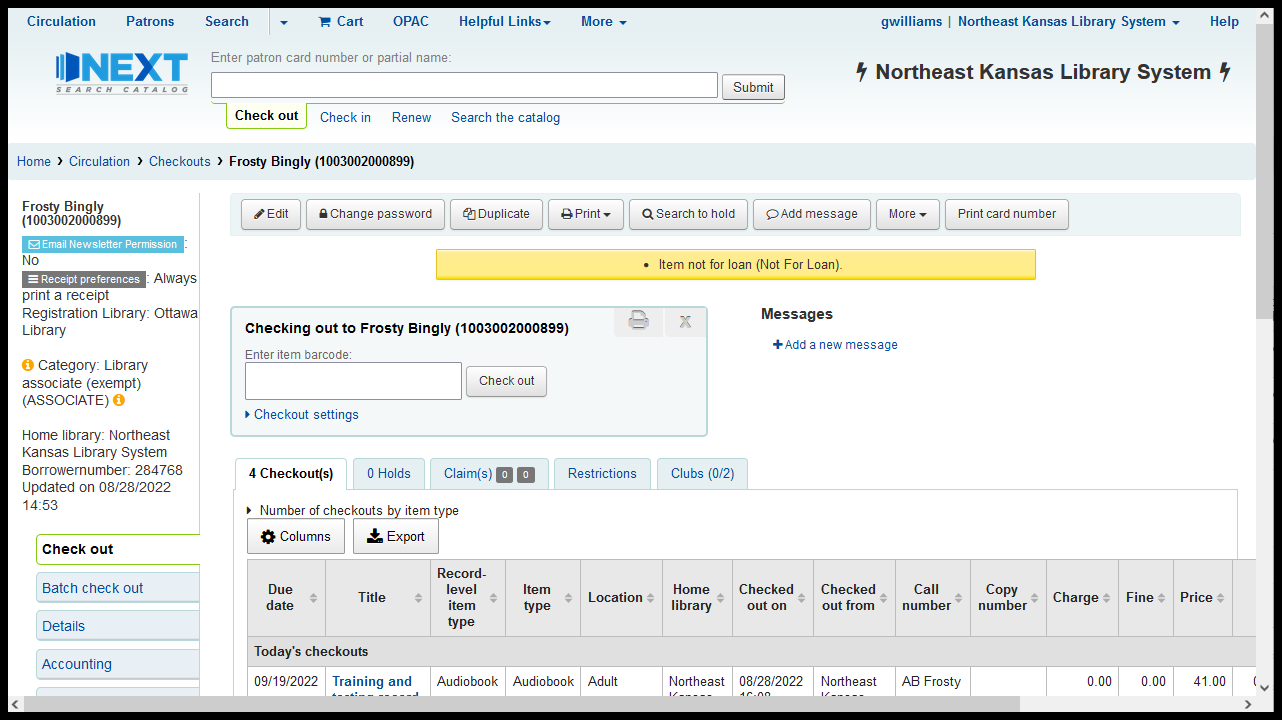 Circulation Patrons Search Cart OPAC Helpful Links More gwilliams | Northeast Kansas Library System Help
NEXT
SEARCH CATALOG
Enter patron card number or partial name:
Submit
Northeast Kansas Library System
Check out Check in Renew Search the catalog
Home › Circulation › Checkouts › Frosty Bingly (1003002000899)
Frosty Bingly
(1003002000899)
Email Newsletter Permission :
No
Receipt preferences : Always
print a receipt
Registration Library: Ottawa
Library
Category: Library
associate (exempt)
(ASSOCIATE)
Home library: Northeast
Kansas Library System
Borrowernumber: 284768
Updated on 08/28/2022
14:53
Check out
Batch check out
Details
Accounting
Edit Change password Duplicate Print Search to hold Add message More Print card number
• Item not for loan (Not For Loan).
Checking out to Frosty Bingly (1003002000899) X
Enter item barcode:
Check out
Checkout settings
Messages
Add a new message
4 Checkout(s) 0 Holds Claim(s) 0 0 Restrictions Clubs (0/2)
Number of checkouts by item type
Columns Export
Due date Title Record-level item type Item type Location Home library Checked out on Checked out from Call number Copy number Charge Fine Price
Today's checkouts
09/19/2022 Training and Audiobook Audiobook Adult Northeast 08/28/2022 Northeast AB Frosty 0.00 0.00 41.00